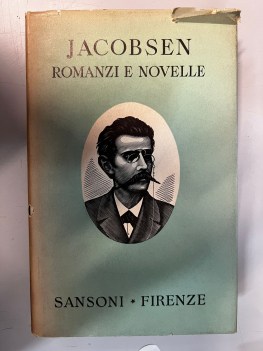 JACOBSEN
ROMANZI E NOVELLE
SANSONI • FIRENZE